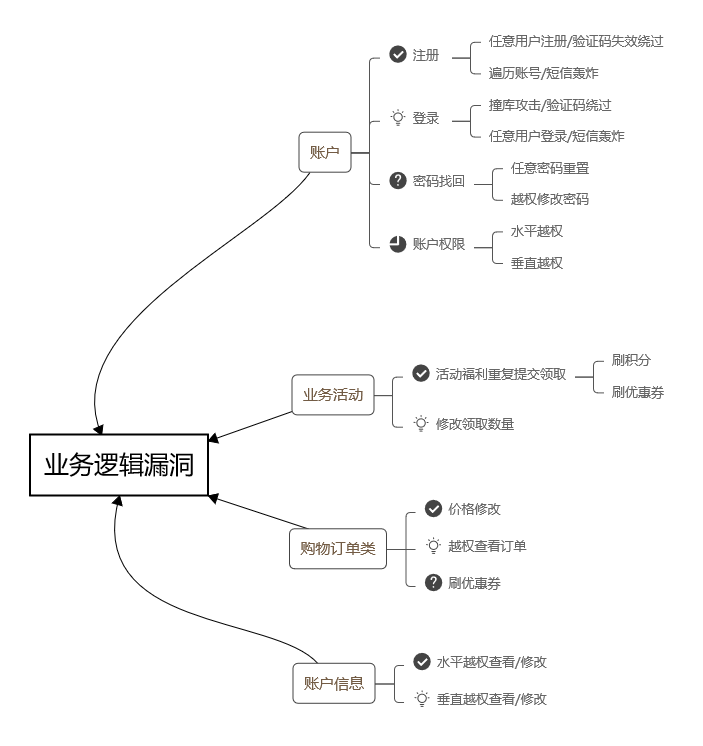 任意用户注册/验证码失效绕过
注册
遍历账号/短信轰炸
撞库攻击/验证码绕过
登录
任意用户登录/短信轰炸
账户
任意密码重置
密码找回
越权修改密码
水平越权
账户权限
垂直越权
刷积分
活动福利重复提交领取
刷优惠券
业务活动
修改领取数量
业务逻辑漏洞
价格修改
购物订单类
越权查看订单
刷优惠券
水平越权查看/修改
账户信息
垂直越权查看/修改